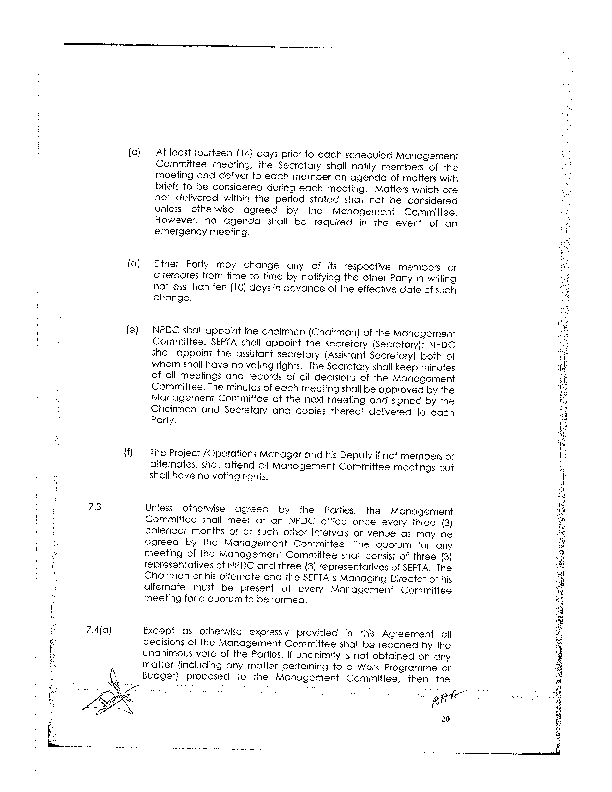 (c) At least fourteen (14) days prior to each scheduled Management
Committee meeting, the Secretary shall notify members of the
meeting and deliver to each member an agenda of matters with
briefs to be considered during each meeting. Matters which are
not delivered within the period stated shall not be considered
unless otherwise agreed by the Management Committee.
However, no agenda shall be required in the event of an
emergency meeting.
Either Party may change any of its respective members or
alternates from time to time by notifying the other Party in writing
not less than ten (10) days in advance of the effective date of such
change.
(e) NPDC shall appoint the chairman (Chairman) of the Management
Committee. SEPTA shall appoint the secretary (Secretary); NPDC
shall appoint the assistant secretary (Assistant Secretary) both of
whom shall have no voting rights. The Secretary shall keep minutes
of all meetings and records of all decisions of the Management
Committee. The minutes of each meeting shall be approved by the
Management Committee at the next meeting and signed by the
Chairman and Secretary and copies thereof delivered to each
Party.
(f) The Project /Operations Manager and his Deputy if not members or
alternates, shall attend all Management Committee meetings but
shall have no voting rights.
7.3 Unless otherwise agreed by the Parties, the Management
Committee shall meet at an NPDC office once every three (3)
calendar months or at such other intervals or venue as may be
agreed by the Management Committee. The quorum for any
meeting of the Management Committee shall consist of three (3)
representatives of NPDC and three (3) representatives of SEPTA. The
Chairman or his alternate and the SEPTA's Managing Director or his
alternate must be present at every Management Committee
meeting for a quorum to be formed.
7.4(a) Except as otherwise expressly provided in this Agreement all
decisions of the Management Committee shall be reached by the
unanimous vote of the Parties. If unanimity is not obtained on any
matter (including any matter pertaining to a Work Programme or
Budget) proposed to the Management Committee, then the
20